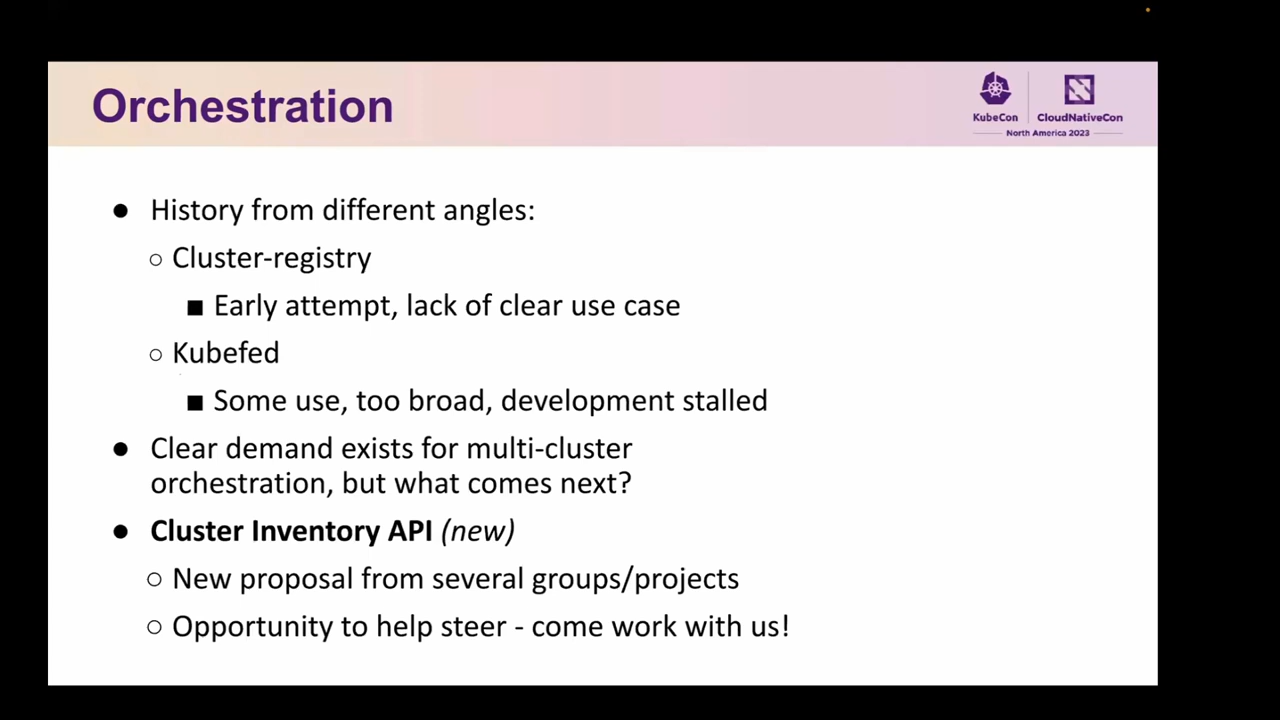 Orchestration
KubeCon
CloudNativeCon
North America 2023
● History from different angles:
○ Cluster-registry
■ Early attempt, lack of clear use case
○ Kubefed
■ Some use, too broad, development stalled
● Clear demand exists for multi-cluster
orchestration, but what comes next?
● Cluster Inventory API (new)
○ New proposal from several groups/projects
○ Opportunity to help steer - come work with us!